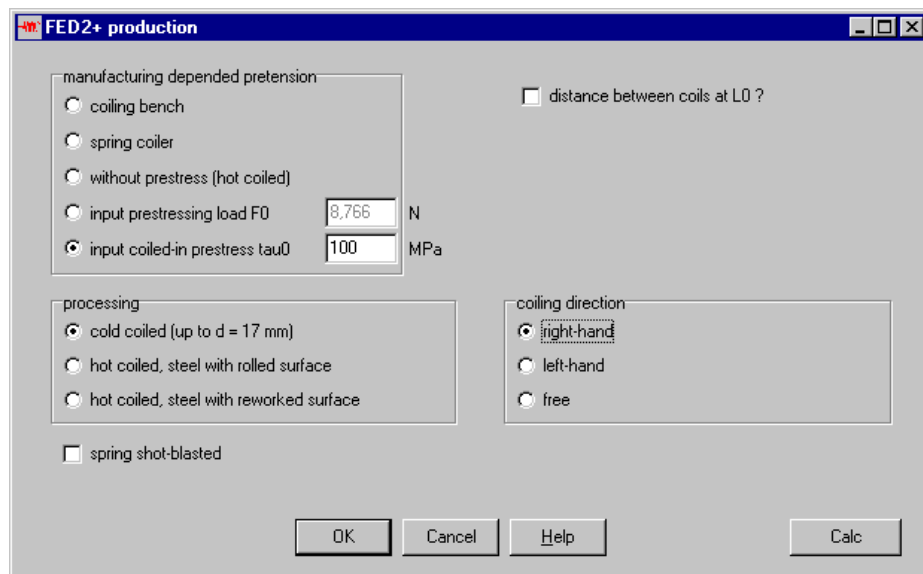 FED2+ production
manufacturing depended pretension
coiling bench
spring coiler
without prestress (hot coiled)
input prestressing load F0 8,766 N
input coiled-in prestress tau0 100 MPa
distance between coils at L0 ?
processing
cold coiled (up to d = 17 mm)
hot coiled, steel with rolled surface
hot coiled, steel with reworked surface
coiling direction
right-hand
left-hand
free
spring shot-blasted
OK Cancel Help Calc